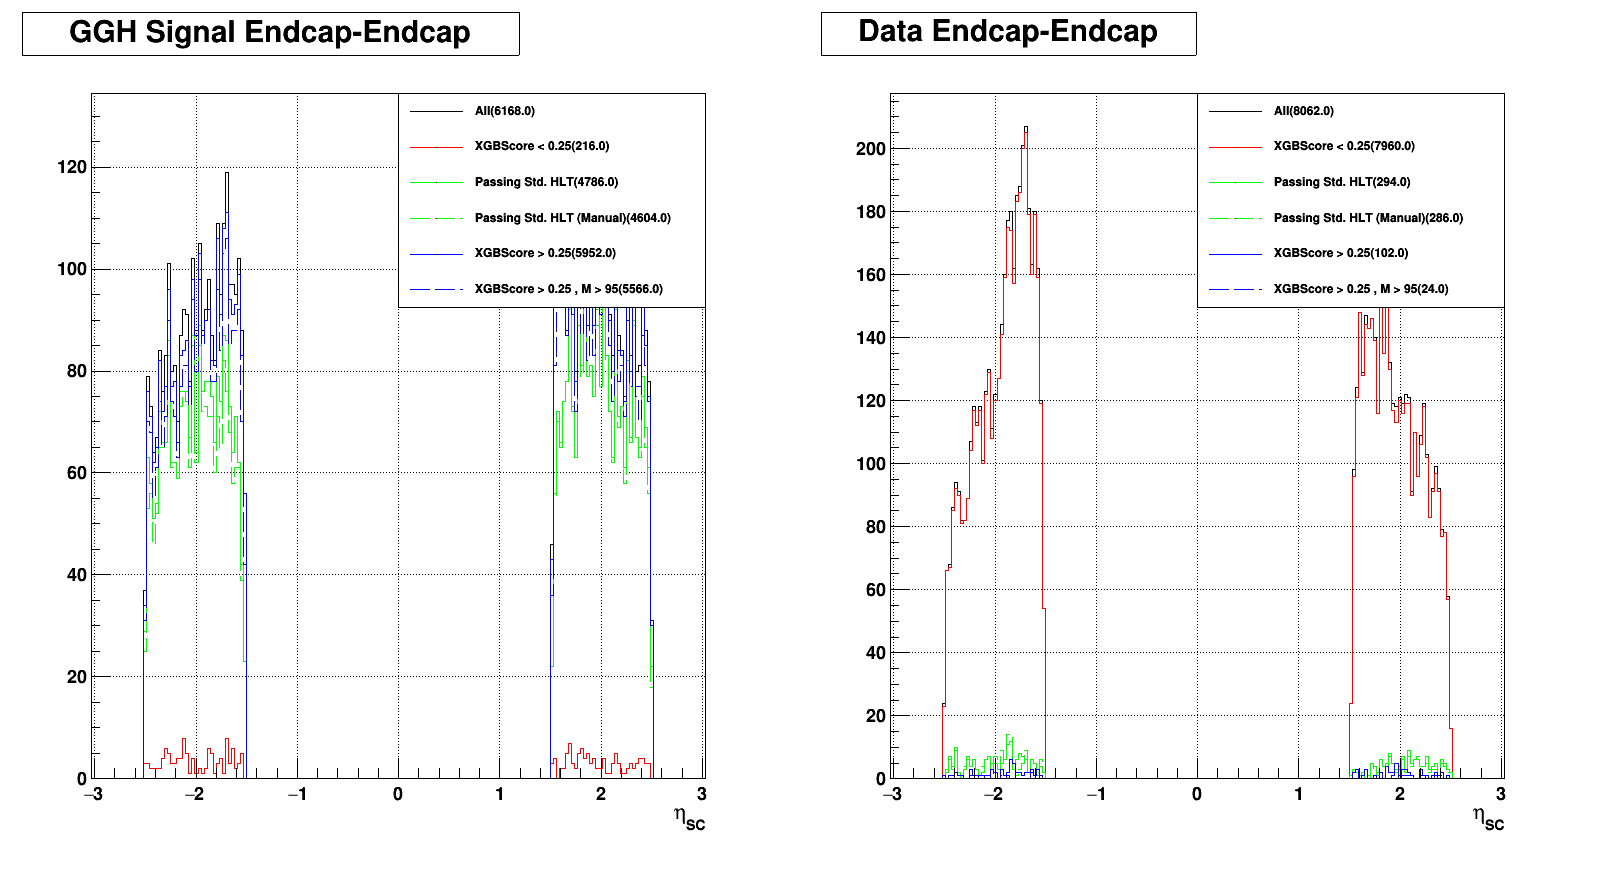 GGH Signal Endcap-Endcap
All(6168.0)
XGBScore < 0.25(216.0)
Passing Std. HLT(4786.0)
Passing Std. HLT (Manual)(4604.0)
XGBScore > 0.25(5952.0)
XGBScore > 0.25 , M > 95(5566.0)
120
100
80
60
40
20
0
−3 −2 −1 0 1 2 3
ηSC
Data Endcap-Endcap
All(8062.0)
XGBScore < 0.25(7960.0)
Passing Std. HLT(294.0)
Passing Std. HLT (Manual)(286.0)
XGBScore > 0.25(102.0)
XGBScore > 0.25 , M > 95(24.0)
200
180
160
140
120
100
80
60
40
20
0
−3 −2 −1 0 1 2 3
ηSC